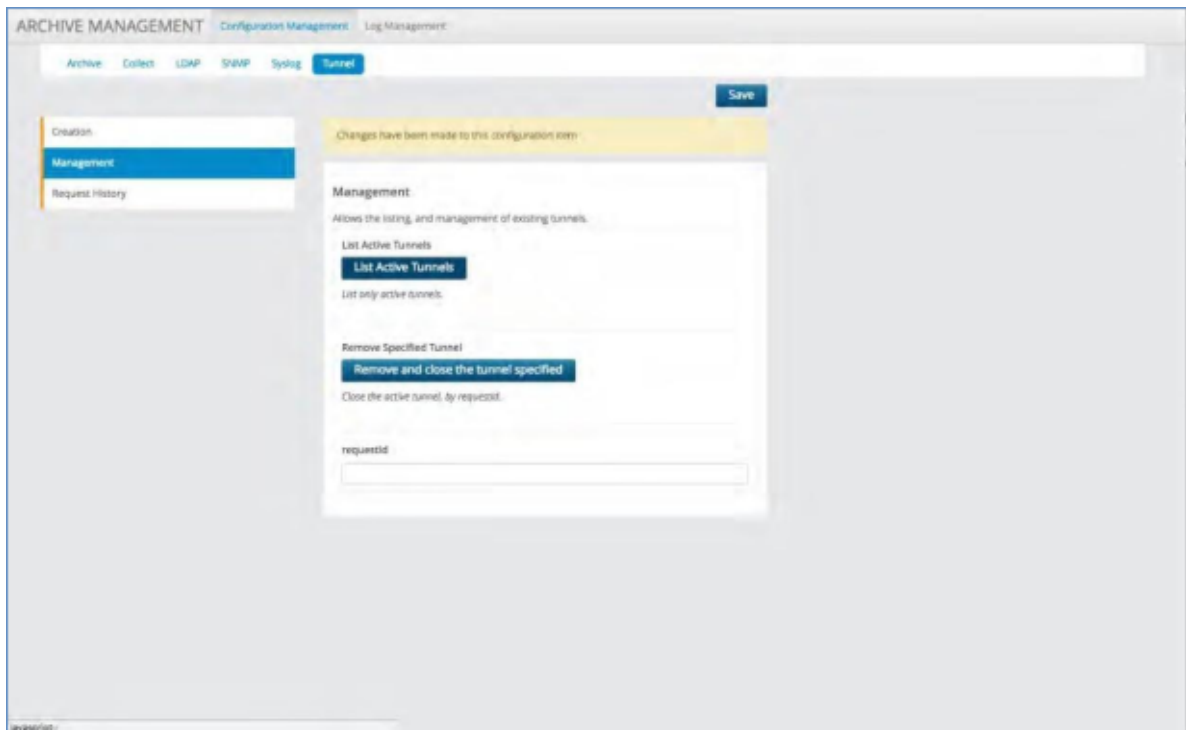 ARCHIVE MANAGEMENT Configuration Management Log Management
Archive Collect LDAP SNMP Syslog Tunnel
Save
Creation
Changes have been made to this configuration item
Management
Request History
Management
Allows the listing, and management of existing tunnels.
List Active Tunnels
List Active Tunnels
List only active tunnels.
Remove Specified Tunnel
Remove and close the tunnel specified
Close the active tunnel, by requestid.
requestid
javascript: